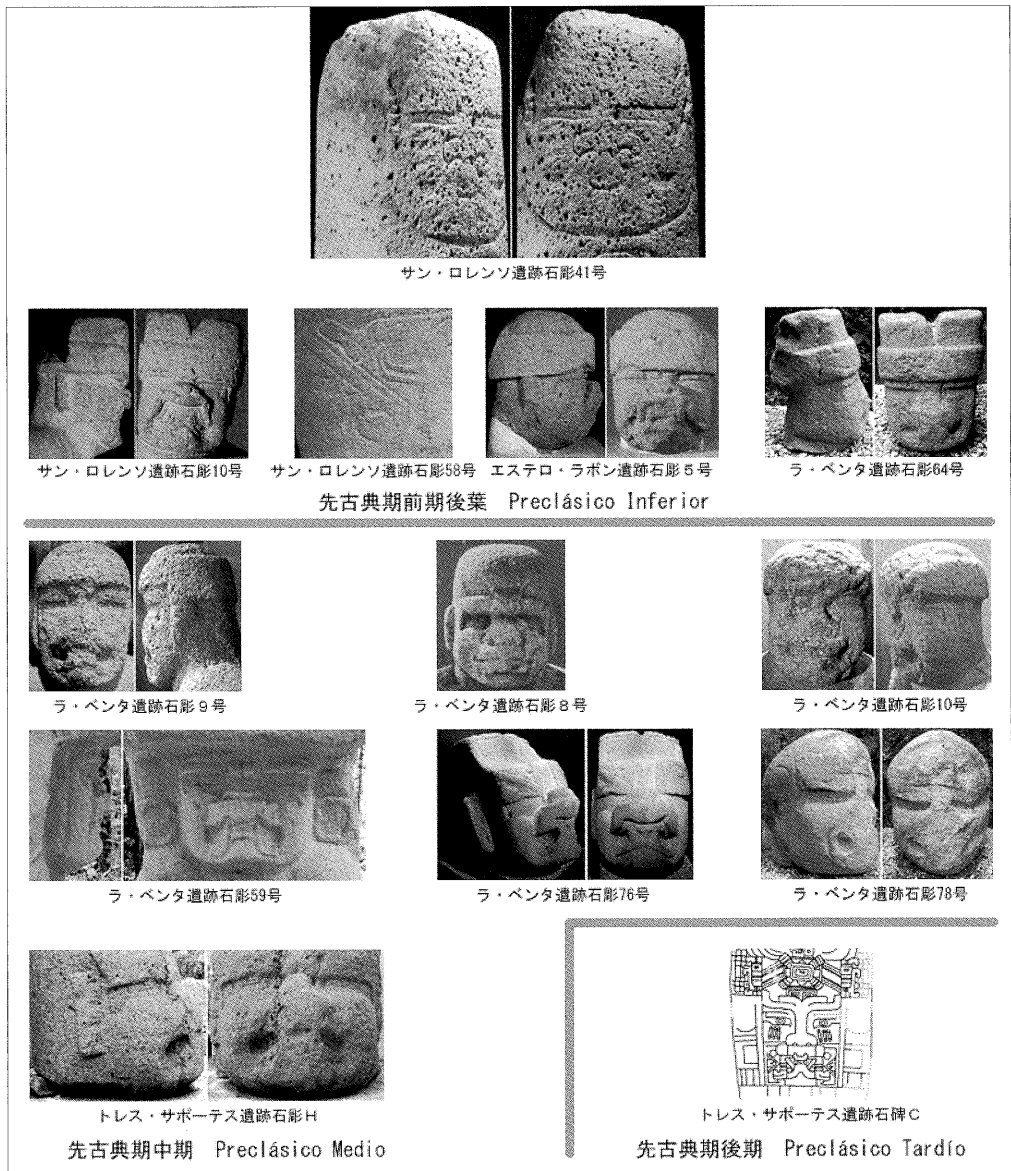 サン・ロレンソ遺跡石彫41号
サン・ロレンソ遺跡石彫10号
サン・ロレンソ遺跡石彫58号
エステロ・ラボン遺跡石彫5号
ラ・ベンタ遺跡石彫64号
先古典期前期後葉 Preclásico Inferior
ラ・ベンタ遺跡石彫9号
ラ・ベンタ遺跡石彫8号
ラ・ベンタ遺跡石彫10号
ラ・ベンタ遺跡石彫59号
ラ・ベンタ遺跡石彫76号
ラ・ベンタ遺跡石彫78号
トレス・サポーテス遺跡石彫H
先古典期中期 Preclásico Medio
トレス・サポーテス遺跡石碑C
先古典期後期 Preclásico Tardío